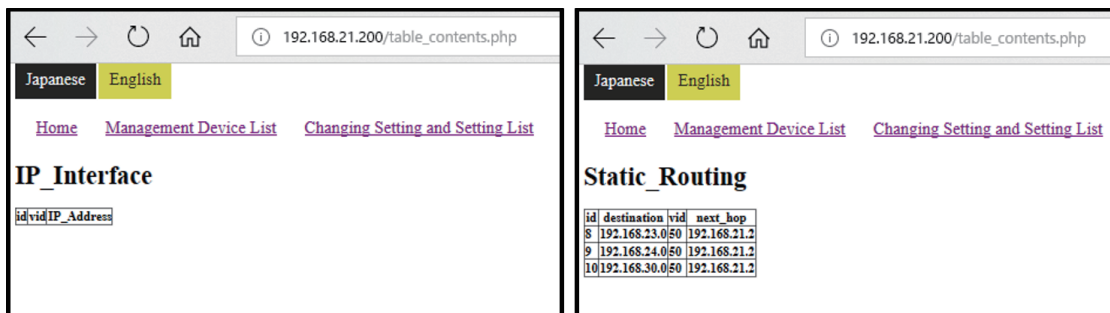 192.168.21.200/table_contents.php
Japanese English
Home Management Device List Changing Setting and Setting List
IP_Interface
id vid IP_Address
192.168.21.200/table_contents.php
Japanese English
Home Management Device List Changing Setting and Setting List
Static_Routing
id destination vid next_hop
8 192.168.23.0 50 192.168.21.2
9 192.168.24.0 50 192.168.21.2
10 192.168.30.0 50 192.168.21.2